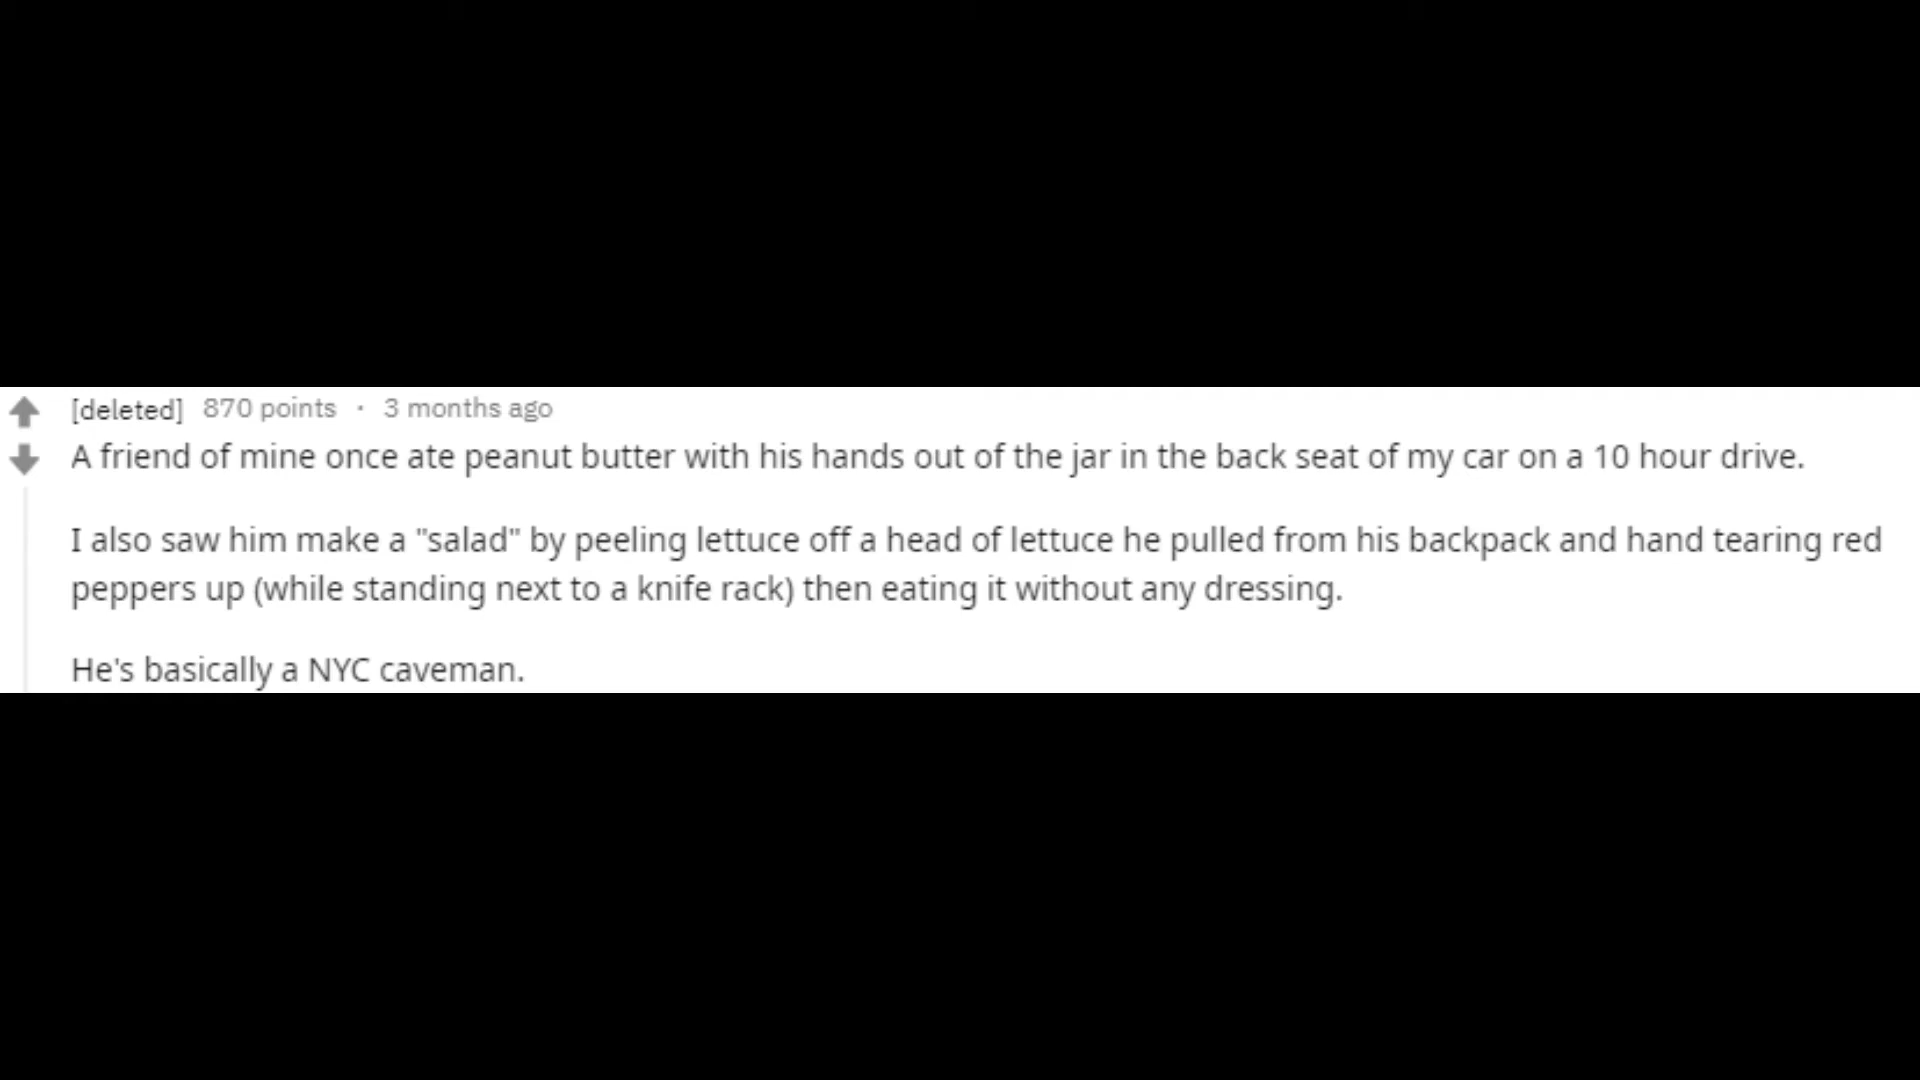 [deleted] 870 points · 3 months ago
A friend of mine once ate peanut butter with his hands out of the jar in the back seat of my car on a 10 hour drive.
I also saw him make a "salad" by peeling lettuce off a head of lettuce he pulled from his backpack and hand tearing red
peppers up (while standing next to a knife rack) then eating it without any dressing.
He's basically a NYC caveman.